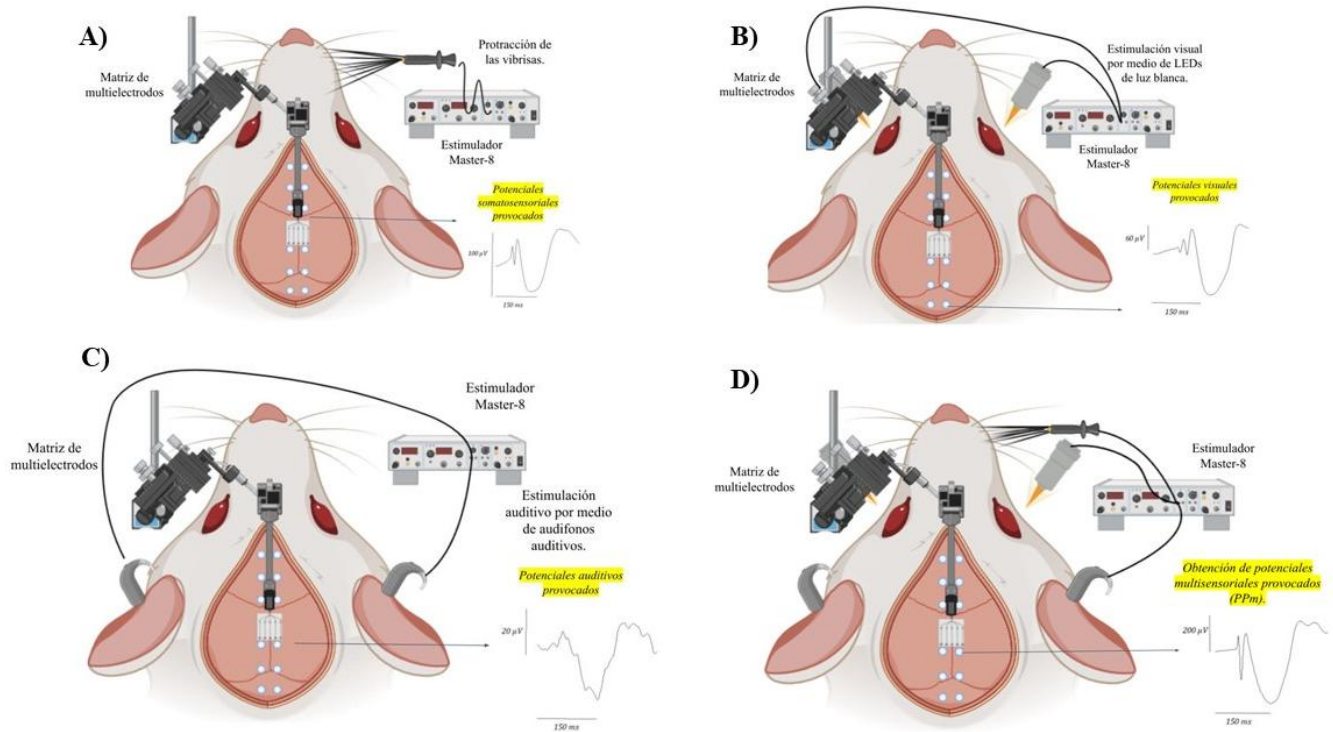 A)
Matriz de
multielectrodos
Protracción de
las vibrisas.
Estimulador
Master-8
Potenciales
somatosensoriales
provocados
100 µV
150 ms
B)
Matriz de
multielectrodos
Estimulación visual
por medio de LEDs
de luz blanca.
Estimulador
Master-8
Potenciales visuales
provocados
60 µV
150 ms
C)
Matriz de
multielectrodos
Estimulador
Master-8
Estimulación
auditivo por medio
de audifonos
auditivos.
Potenciales auditivos
provocados
20 µV
150 ms
D)
Matriz de
multielectrodos
Estimulador
Master-8
Obtención de potenciales
multisensoriales provocados
(PPm).
200 µV
150 ms